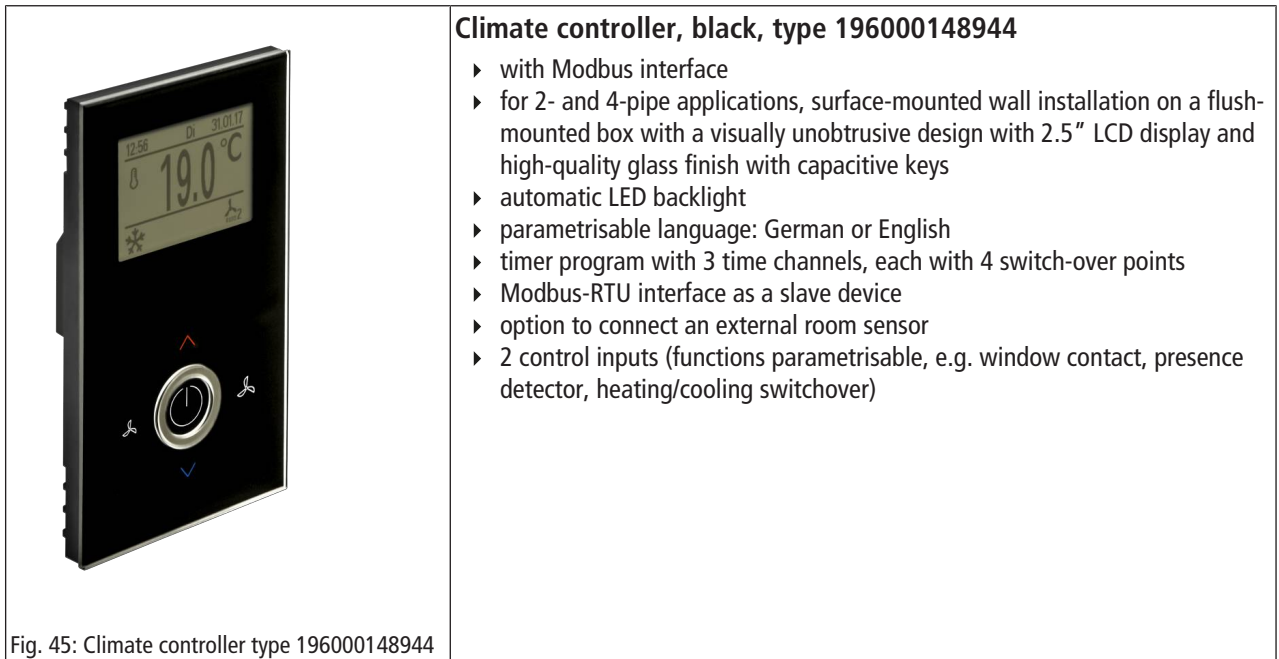 12:56 Di 31.01.17
19.0 °C
Fig. 45: Climate controller type 196000148944
Climate controller, black, type 196000148944
▸ with Modbus interface
▸ for 2- and 4-pipe applications, surface-mounted wall installation on a flush-
mounted box with a visually unobtrusive design with 2.5″ LCD display and
high-quality glass finish with capacitive keys
▸ automatic LED backlight
▸ parametrisable language: German or English
▸ timer program with 3 time channels, each with 4 switch-over points
▸ Modbus-RTU interface as a slave device
▸ option to connect an external room sensor
▸ 2 control inputs (functions parametrisable, e.g. window contact, presence
detector, heating/cooling switchover)